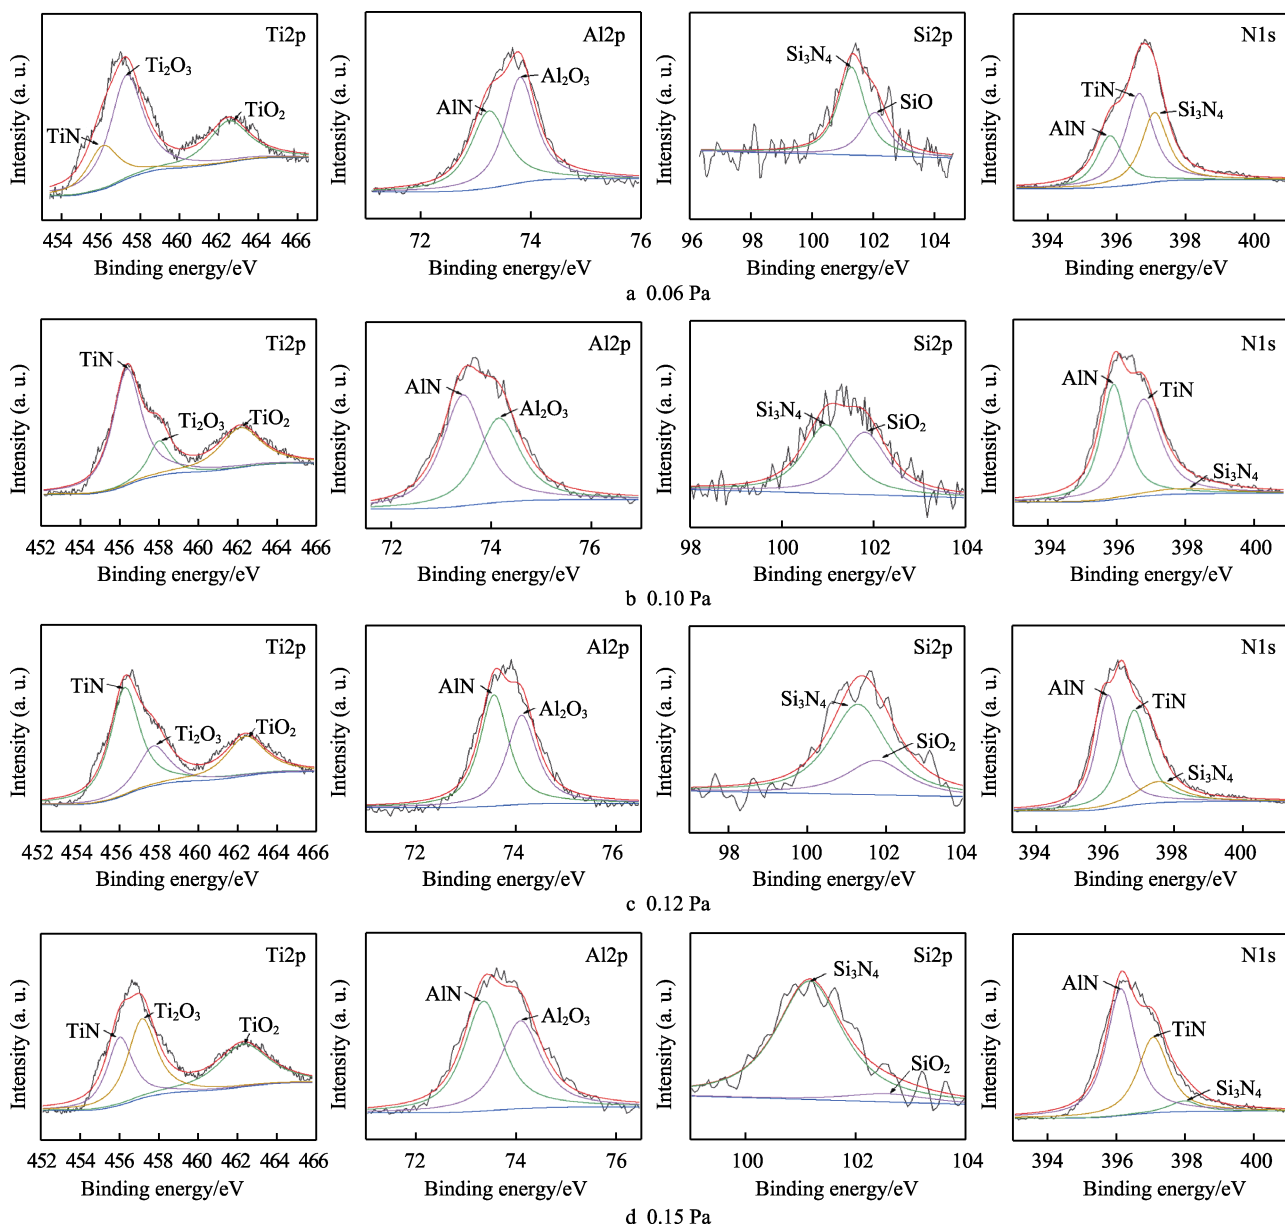 Intensity (a. u.)
Ti2p
Ti₂O₃
TiO₂
TiN
454 456 458 460 462 464 466
Binding energy/eV
Intensity (a. u.)
Al2p
Al₂O₃
AlN
72 74 76
Binding energy/eV
Intensity (a. u.)
Si2p
Si₃N₄
SiO
96 98 100 102 104
Binding energy/eV
Intensity (a. u.)
N1s
TiN
Si₃N₄
AlN
394 396 398 400
Binding energy/eV
a 0.06 Pa
Intensity (a. u.)
Ti2p
TiN
Ti₂O₃
TiO₂
452 454 456 458 460 462 464 466
Binding energy/eV
Intensity (a. u.)
Al2p
AlN
Al₂O₃
72 74 76
Binding energy/eV
Intensity (a. u.)
Si2p
Si₃N₄
SiO₂
98 100 102 104
Binding energy/eV
Intensity (a. u.)
N1s
AlN
TiN
Si₃N₄
394 396 398 400
Binding energy/eV
b 0.10 Pa
Intensity (a. u.)
Ti2p
TiN
Ti₂O₃
TiO₂
452 454 456 458 460 462 464 466
Binding energy/eV
Intensity (a. u.)
Al2p
AlN
Al₂O₃
72 74 76
Binding energy/eV
Intensity (a. u.)
Si2p
Si₃N₄
SiO₂
98 100 102 104
Binding energy/eV
Intensity (a. u.)
N1s
AlN
TiN
Si₃N₄
394 396 398 400
Binding energy/eV
c 0.12 Pa
Intensity (a. u.)
Ti2p
Ti₂O₃
TiN
TiO₂
452 454 456 458 460 462 464 466
Binding energy/eV
Intensity (a. u.)
Al2p
AlN
Al₂O₃
72 74 76
Binding energy/eV
Intensity (a. u.)
Si2p
Si₃N₄
SiO₂
100 102 104
Binding energy/eV
Intensity (a. u.)
N1s
AlN
TiN
Si₃N₄
394 396 398 400
Binding energy/eV
d 0.15 Pa